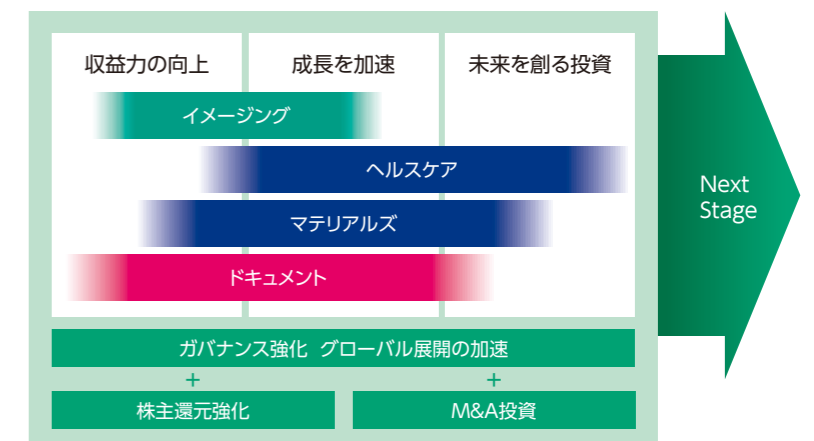 収益力の向上
成長を加速
未来を創る投資
イメージング
ヘルスケア
マテリアルズ
ドキュメント
ガバナンス強化 グローバル展開の加速
+ +
株主還元強化
M&A投資
Next
Stage